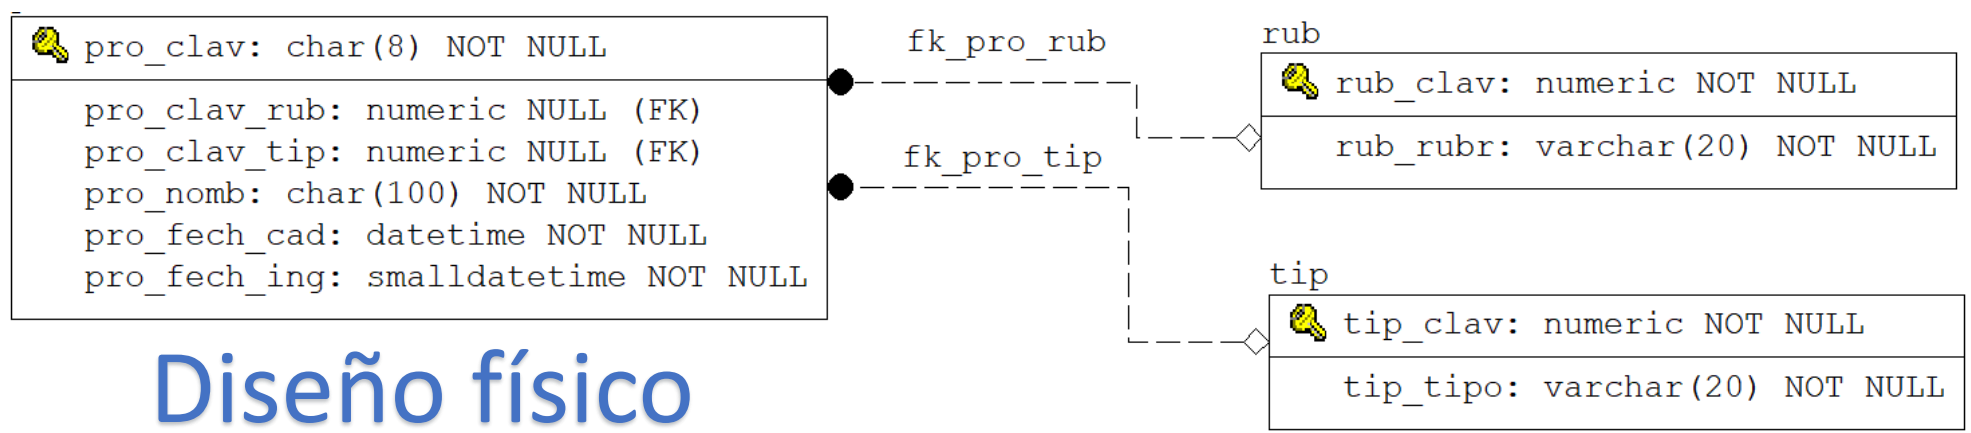 pro_clav: char(8) NOT NULL
pro_clav_rub: numeric NULL (FK)
pro_clav_tip: numeric NULL (FK)
pro_nomb: char(100) NOT NULL
pro_fech_cad: datetime NOT NULL
pro_fech_ing: smalldatetime NOT NULL
fk_pro_rub
fk_pro_tip
rub
rub_clav: numeric NOT NULL
rub_rubr: varchar(20) NOT NULL
tip
tip_clav: numeric NOT NULL
tip_tipo: varchar(20) NOT NULL
Diseño físico